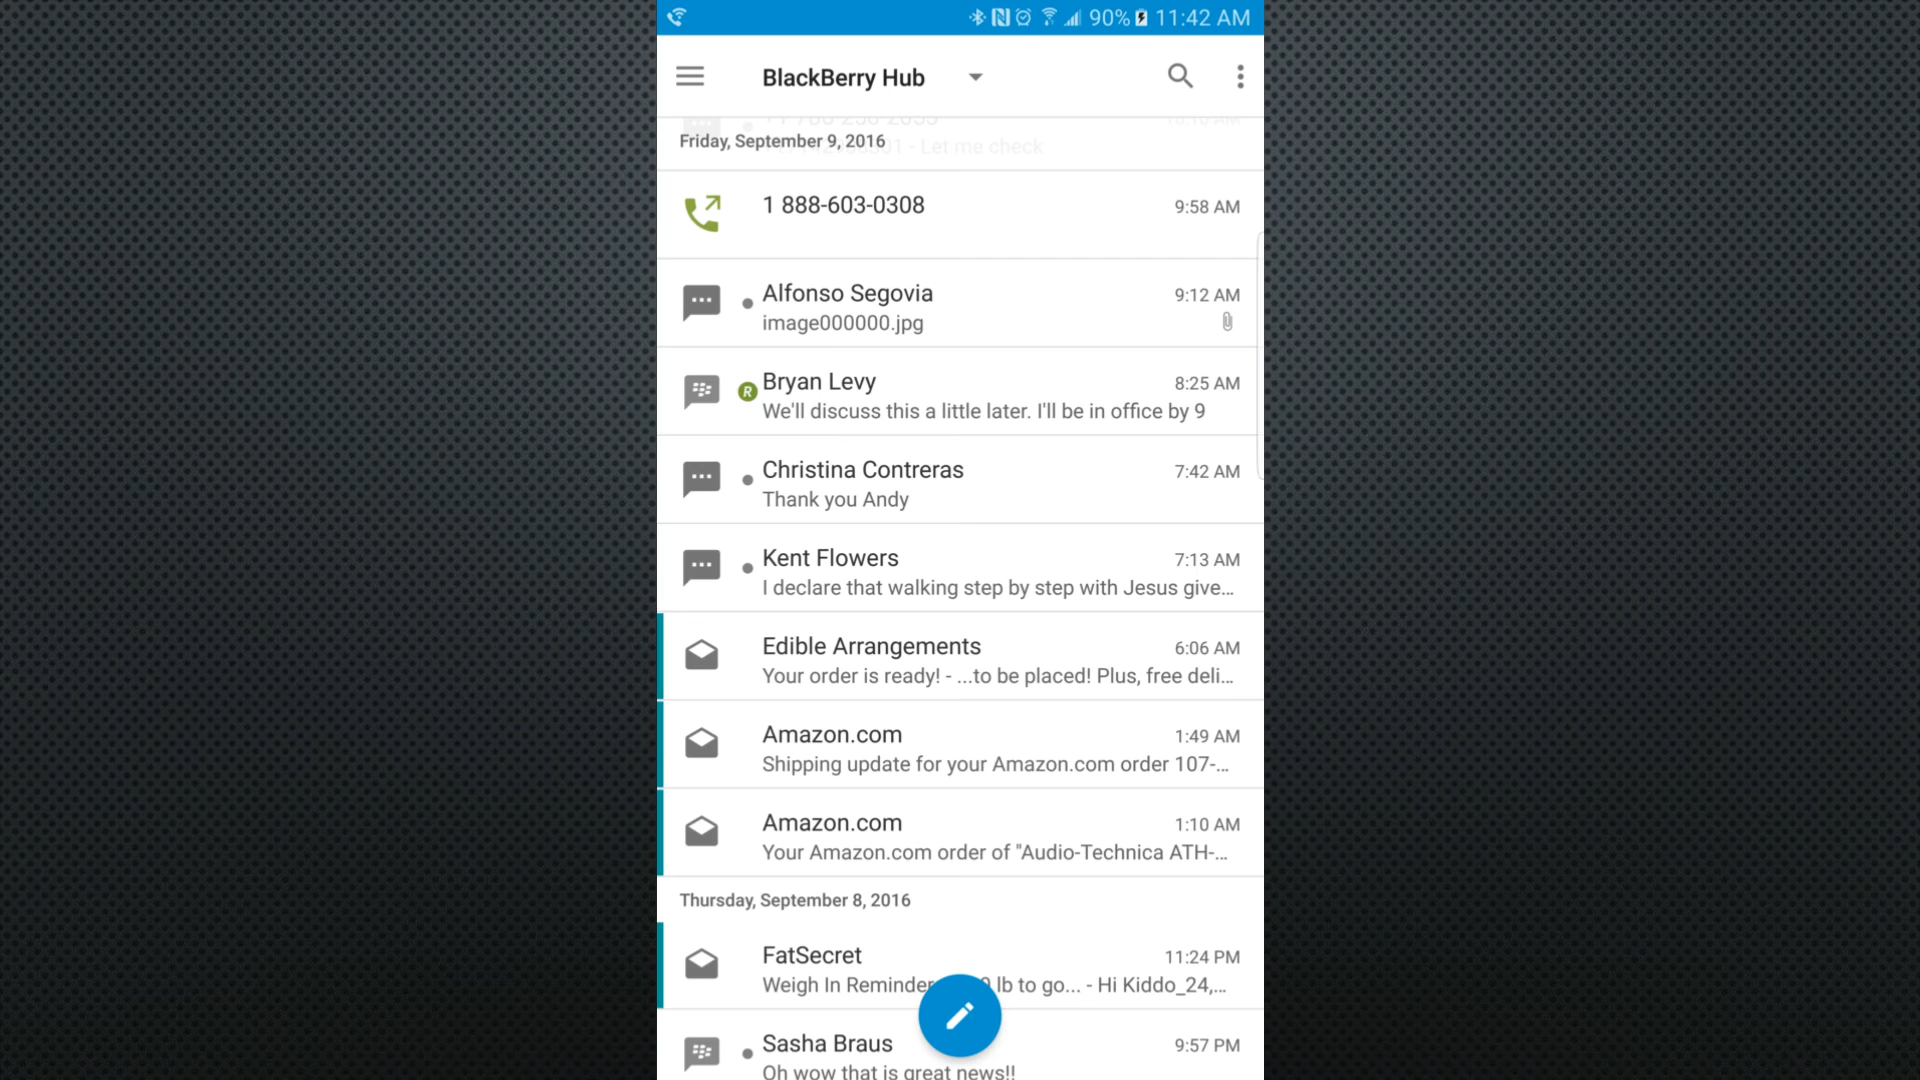 90% 11:42 AM
BlackBerry Hub
Friday, September 9, 2016
- Let me check
1 888-603-0308 9:58 AM
Alfonso Segovia 9:12 AM
image000000.jpg
R
Bryan Levy 8:25 AM
We'll discuss this a little later. I'll be in office by 9
Christina Contreras 7:42 AM
Thank you Andy
Kent Flowers 7:13 AM
I declare that walking step by step with Jesus give...
Edible Arrangements 6:06 AM
Your order is ready! - ...to be placed! Plus, free deli...
Amazon.com 1:49 AM
Shipping update for your Amazon.com order 107-...
Amazon.com 1:10 AM
Your Amazon.com order of "Audio-Technica ATH-...
Thursday, September 8, 2016
FatSecret 11:24 PM
Weigh In Reminder lb to go... - Hi Kiddo_24,...
Sasha Braus 9:57 PM
Oh wow that is great news!!